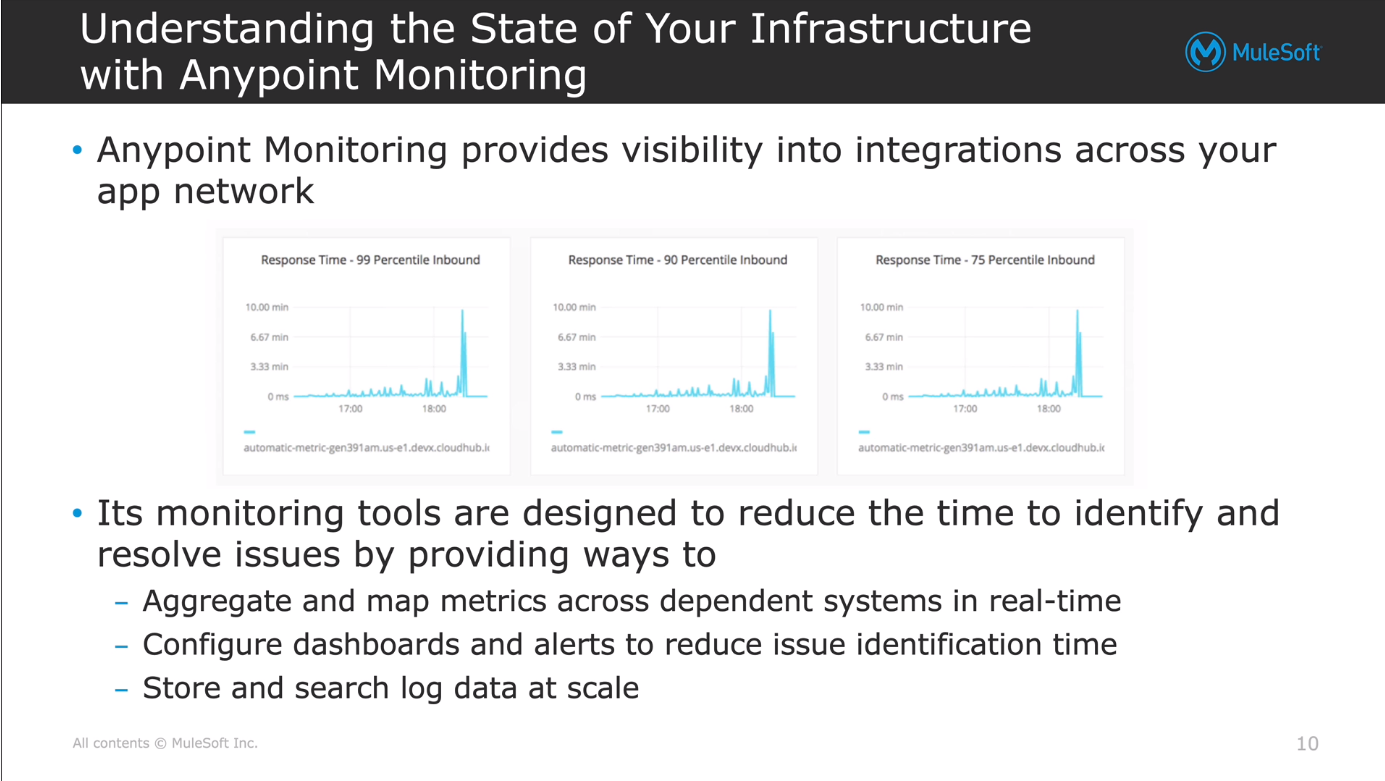 Understanding the State of Your Infrastructure
with Anypoint Monitoring
MuleSoft
• Anypoint Monitoring provides visibility into integrations across your
app network
Response Time - 99 Percentile Inbound
10.00 min
6.67 min
3.33 min
0 ms
17:00 18:00
automatic-metric-gen391am.us-e1.devx.cloudhub.io
Response Time - 90 Percentile Inbound
10.00 min
6.67 min
3.33 min
0 ms
17:00 18:00
automatic-metric-gen391am.us-e1.devx.cloudhub.io
Response Time - 75 Percentile Inbound
10.00 min
6.67 min
3.33 min
0 ms
17:00 18:00
automatic-metric-gen391am.us-e1.devx.cloudhub.io
• Its monitoring tools are designed to reduce the time to identify and
resolve issues by providing ways to
– Aggregate and map metrics across dependent systems in real-time
– Configure dashboards and alerts to reduce issue identification time
– Store and search log data at scale
All contents © MuleSoft Inc.
10